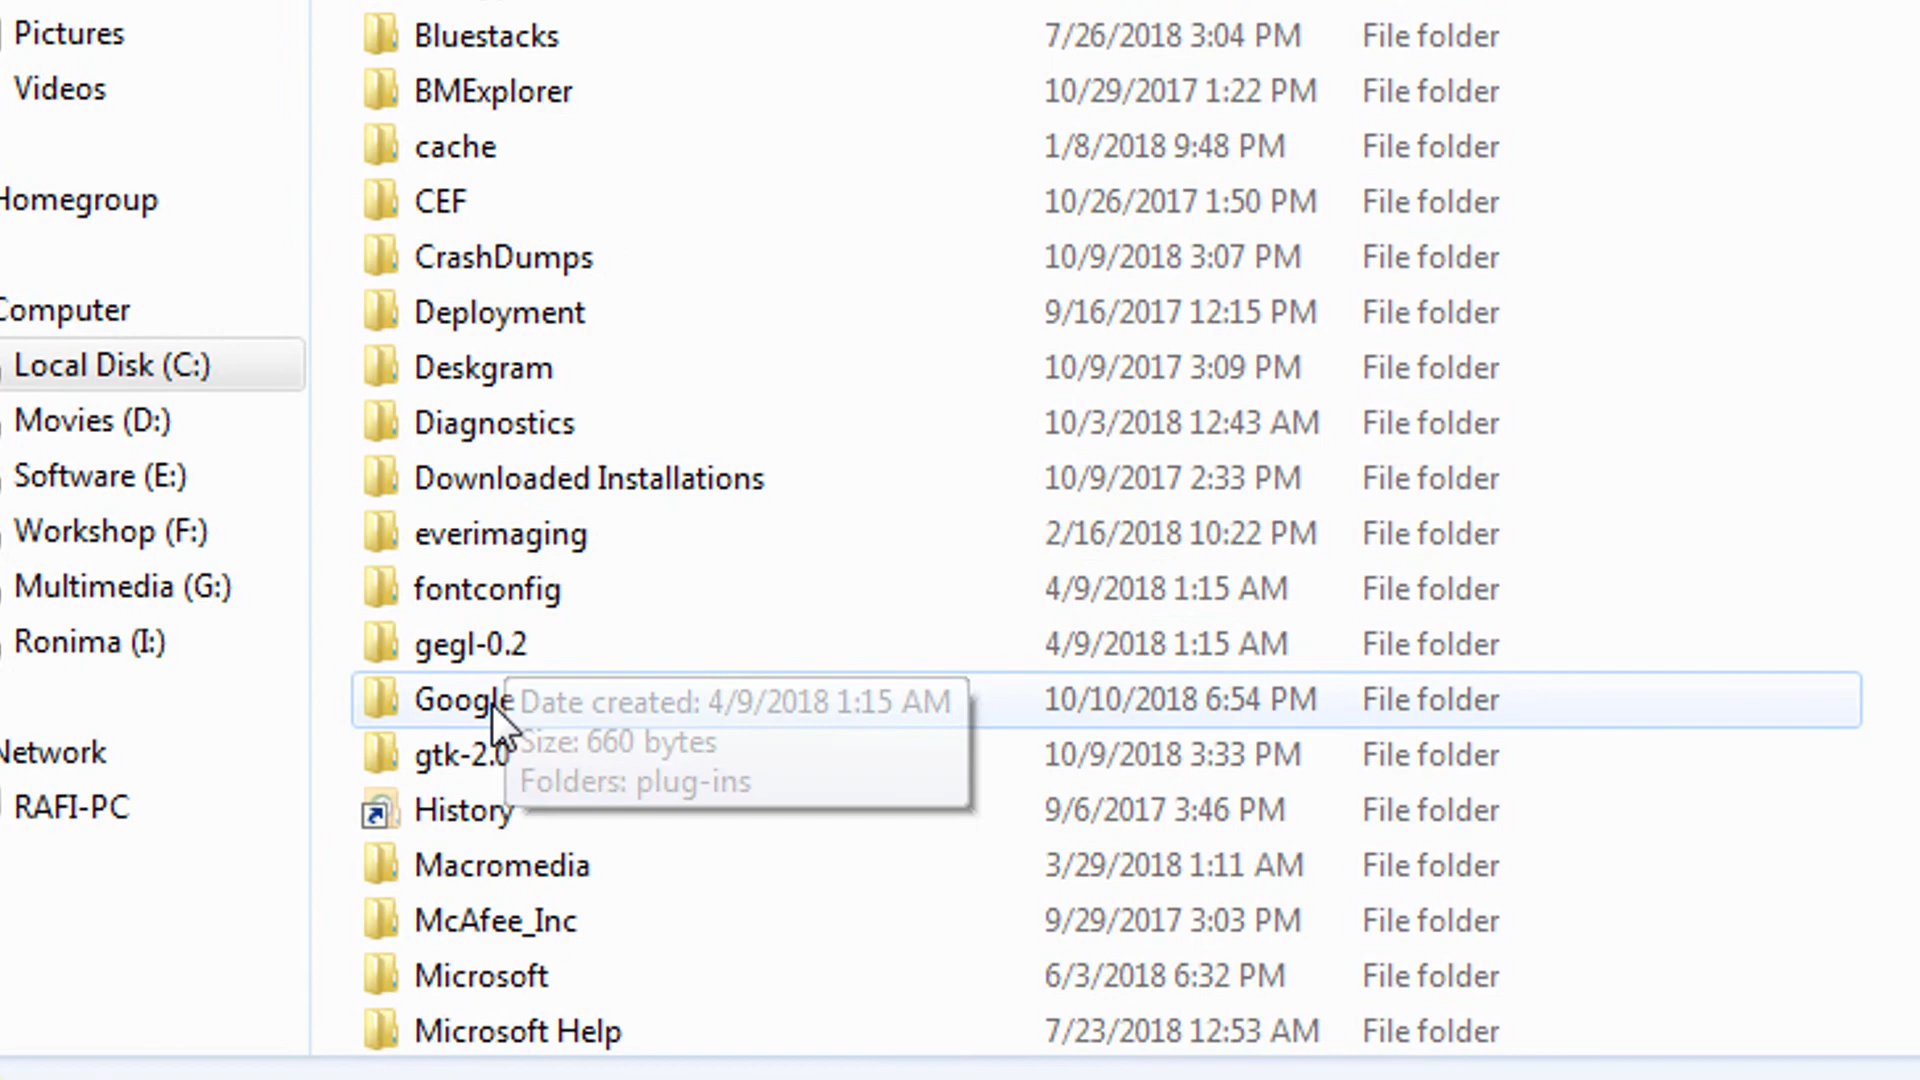 Pictures
Videos
Homegroup
Computer
Local Disk (C:)
Movies (D:)
Software (E:)
Workshop (F:)
Multimedia (G:)
Ronima (I:)
Network
RAFI-PC
Bluestacks 7/26/2018 3:04 PM File folder
BMExplorer 10/29/2017 1:22 PM File folder
cache 1/8/2018 9:48 PM File folder
CEF 10/26/2017 1:50 PM File folder
CrashDumps 10/9/2018 3:07 PM File folder
Deployment 9/16/2017 12:15 PM File folder
Deskgram 10/9/2017 3:09 PM File folder
Diagnostics 10/3/2018 12:43 AM File folder
Downloaded Installations 10/9/2017 2:33 PM File folder
everimaging 2/16/2018 10:22 PM File folder
fontconfig 4/9/2018 1:15 AM File folder
gegl-0.2 4/9/2018 1:15 AM File folder
Google 10/10/2018 6:54 PM File folder
Date created: 4/9/2018 1:15 AM
Size: 660 bytes
Folders: plug-ins
gtk-2.0 10/9/2018 3:33 PM File folder
History 9/6/2017 3:46 PM File folder
Macromedia 3/29/2018 1:11 AM File folder
McAfee_Inc 9/29/2017 3:03 PM File folder
Microsoft 6/3/2018 6:32 PM File folder
Microsoft Help 7/23/2018 12:53 AM File folder